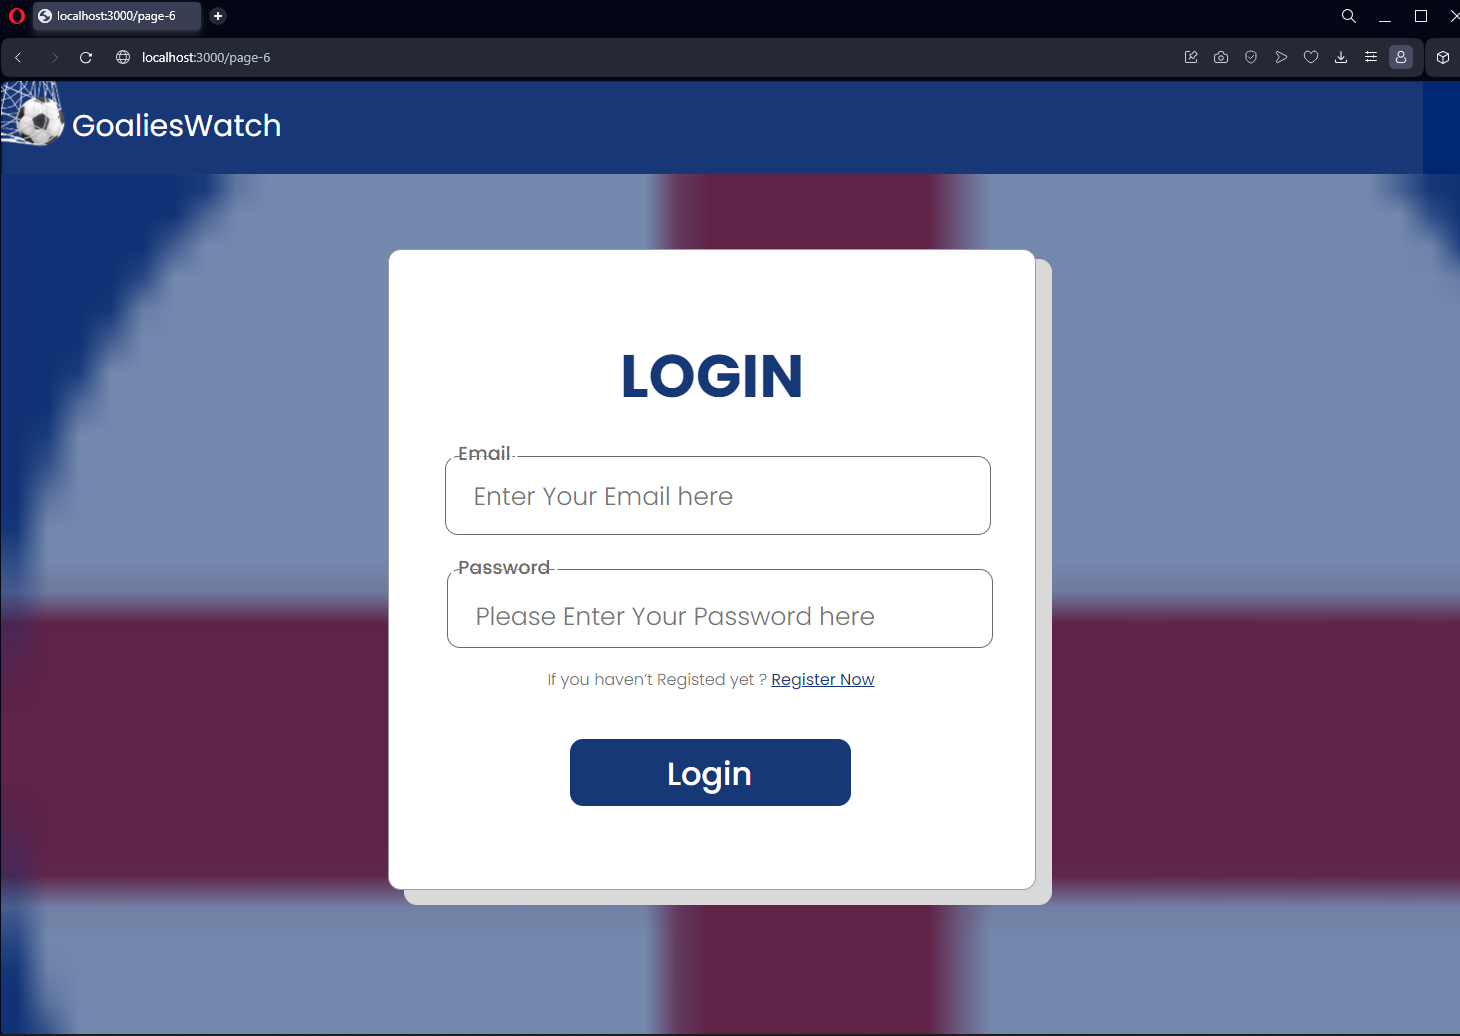 localhost:3000/page-6
localhost:3000/page-6
GoaliesWatch
LOGIN
Email
Enter Your Email here
Password
Please Enter Your Password here
If you haven't Registed yet ? Register Now
Login